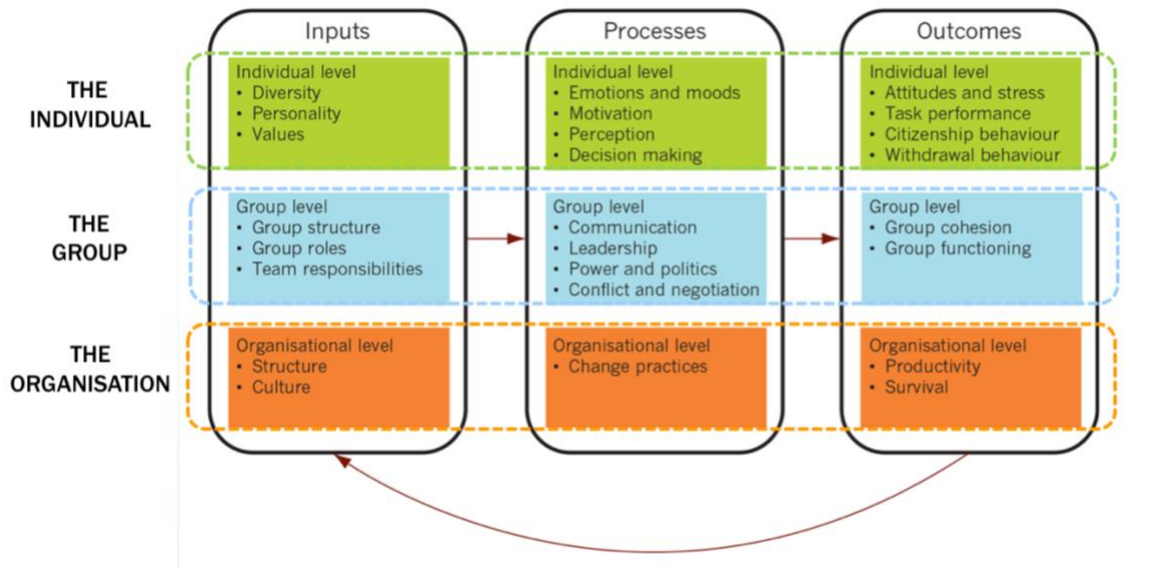 Inputs
Processes
Outcomes
THE
INDIVIDUAL
Individual level
• Diversity
• Personality
• Values
Individual level
• Emotions and moods
• Motivation
• Perception
• Decision making
Individual level
• Attitudes and stress
• Task performance
• Citizenship behaviour
• Withdrawal behaviour
THE
GROUP
Group level
• Group structure
• Group roles
• Team responsibilities
Group level
• Communication
• Leadership
• Power and politics
• Conflict and negotiation
Group level
• Group cohesion
• Group functioning
THE
ORGANISATION
Organisational level
• Structure
• Culture
Organisational level
• Change practices
Organisational level
• Productivity
• Survival